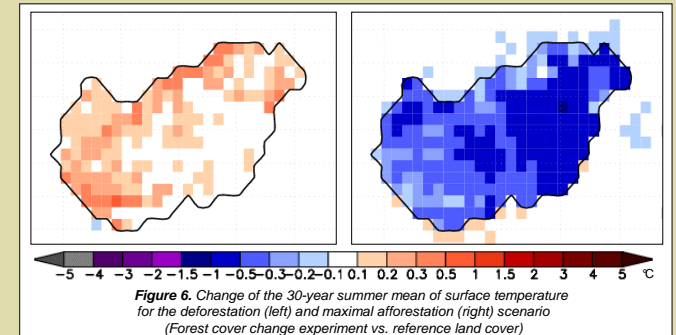 -5 -4 -3 -2 -1.5 -1 -0.5 -0.3 -0.2 -0.1 0.1 0.2 0.3 0.5 1 1.5 2 3 4 5 °C
Figure 6. Change of the 30-year summer mean of surface temperature
for the deforestation (left) and maximal afforestation (right) scenario
(Forest cover change experiment vs. reference land cover)